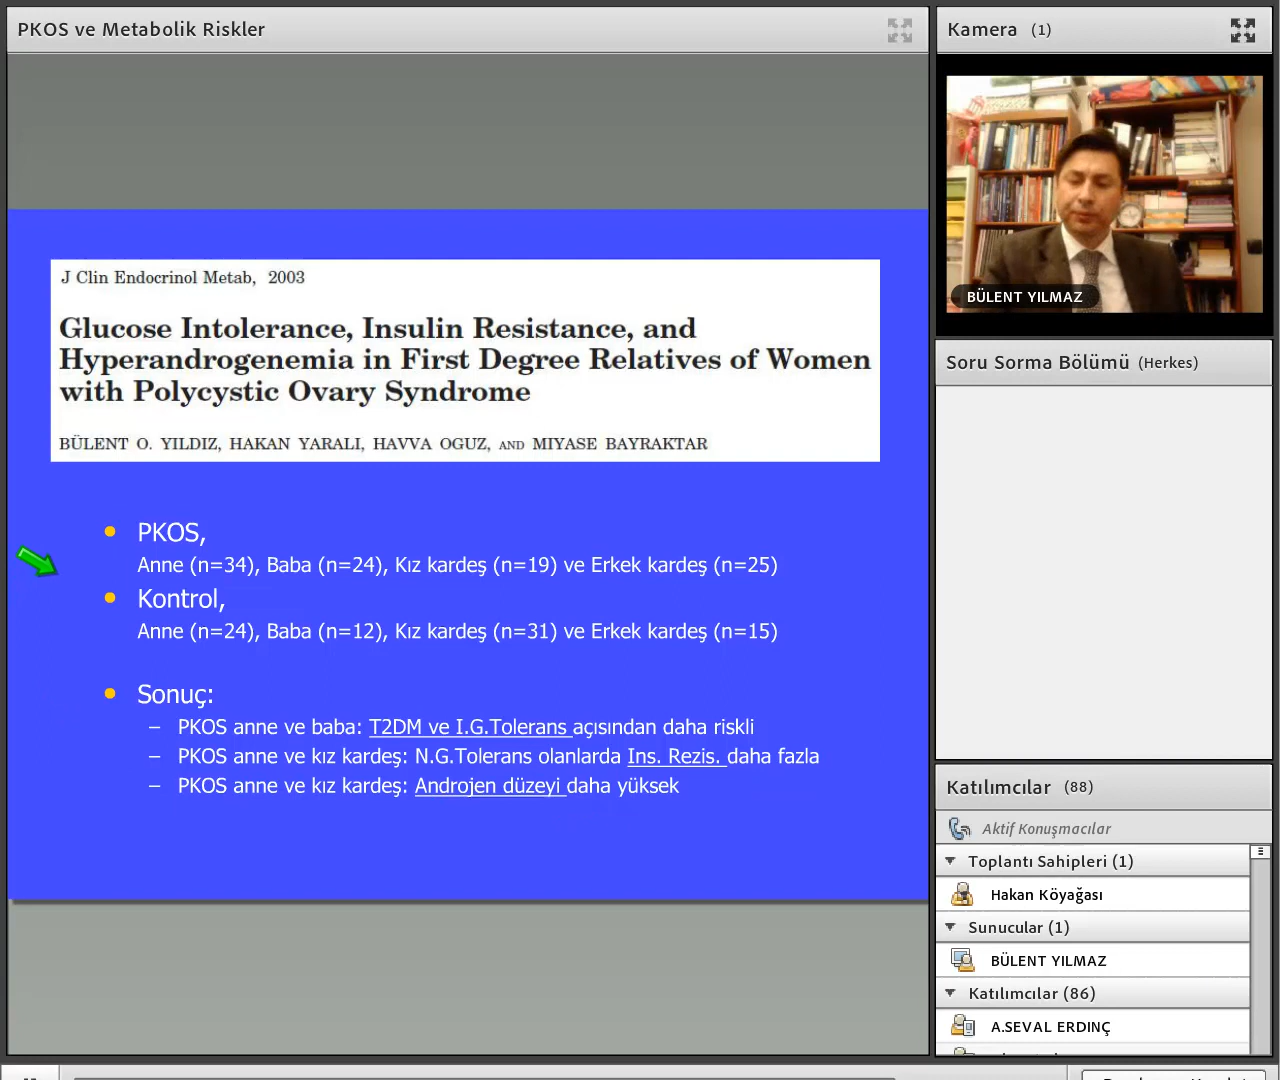 PKOS ve Metabolik Riskler
J Clin Endocrinol Metab, 2003
Glucose Intolerance, Insulin Resistance, and
Hyperandrogenemia in First Degree Relatives of Women
with Polycystic Ovary Syndrome
BÜLENT O. YILDIZ, HAKAN YARALI, HAVVA OGUZ, AND MIYASE BAYRAKTAR
PKOS,
Anne (n=34), Baba (n=24), Kız kardeş (n=19) ve Erkek kardeş (n=25)
Kontrol,
Anne (n=24), Baba (n=12), Kız kardeş (n=31) ve Erkek kardeş (n=15)
Sonuç:
– PKOS anne ve baba: T2DM ve I.G.Tolerans açısından daha riskli
– PKOS anne ve kız kardeş: N.G.Tolerans olanlarda Ins. Rezis. daha fazla
– PKOS anne ve kız kardeş: Androjen düzeyi daha yüksek
Kamera (1)
BÜLENT YILMAZ
Soru Sorma Bölümü (Herkes)
Katılımcılar (88)
Aktif Konuşmacılar
Toplantı Sahipleri (1)
Hakan Köyağası
Sunucular (1)
BÜLENT YILMAZ
Katılımcılar (86)
A.SEVAL ERDINÇ